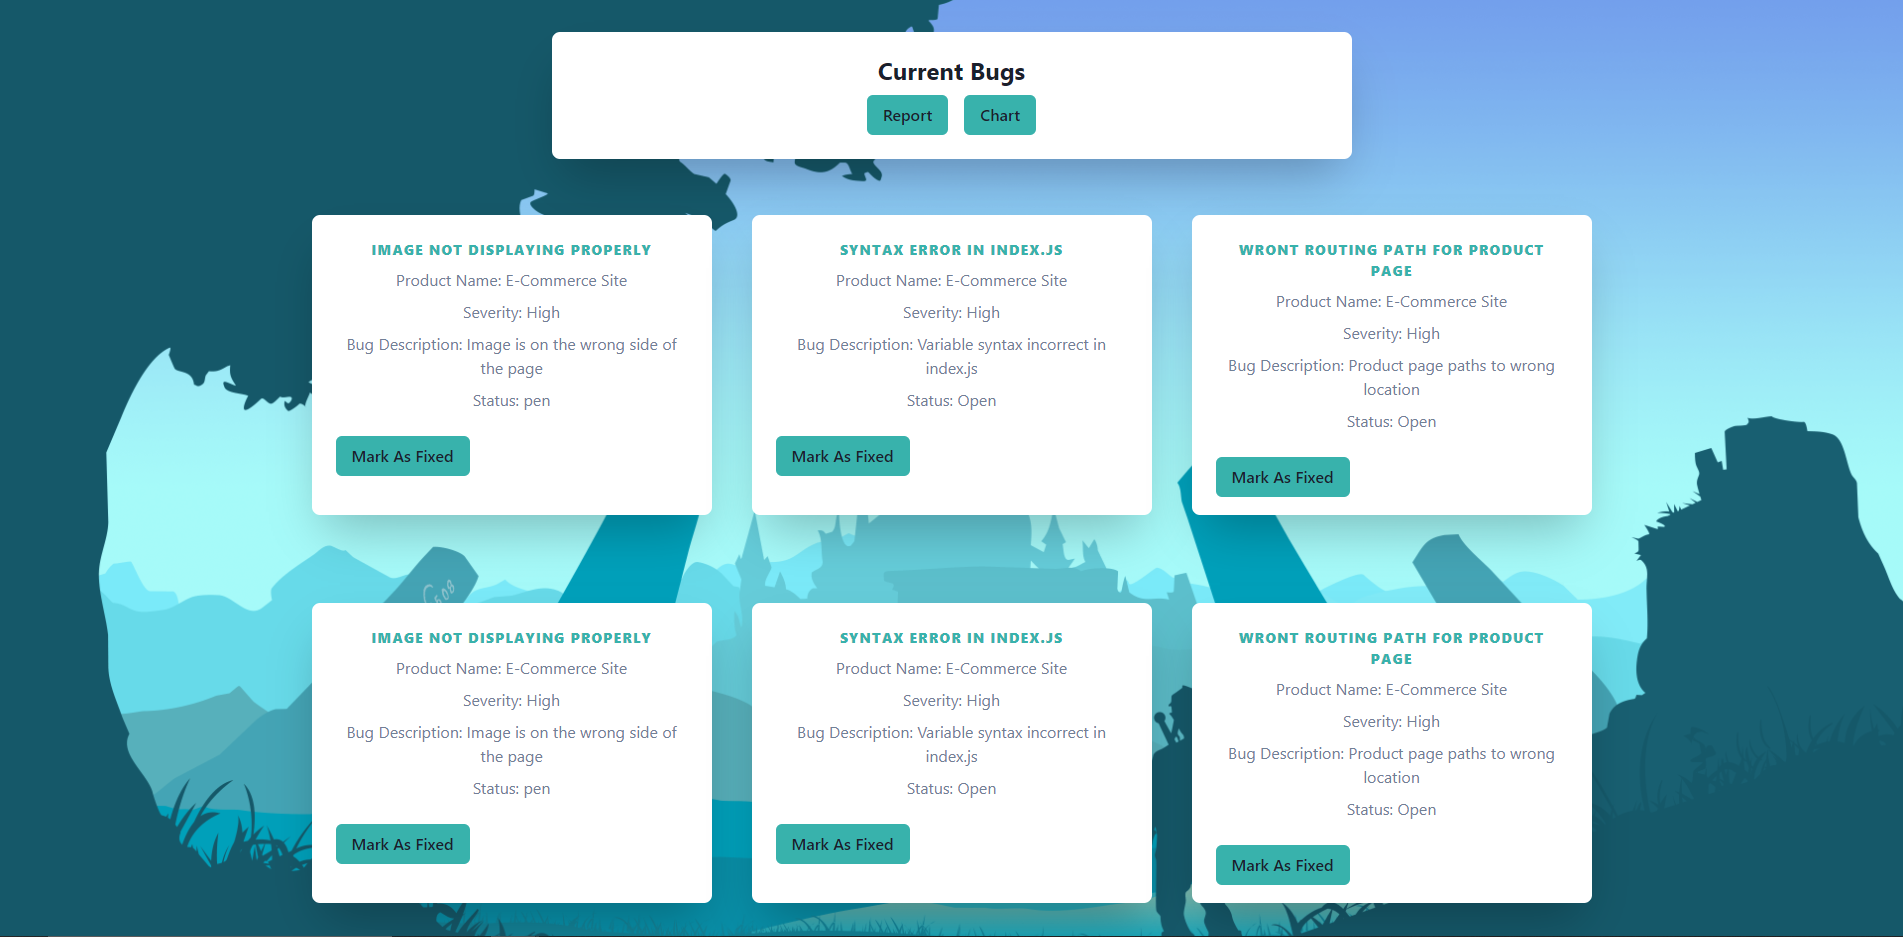 Current Bugs
Report Chart
IMAGE NOT DISPLAYING PROPERLY
Product Name: E-Commerce Site
Severity: High
Bug Description: Image is on the wrong side of
the page
Status: pen
Mark As Fixed
SYNTAX ERROR IN INDEX.JS
Product Name: E-Commerce Site
Severity: High
Bug Description: Variable syntax incorrect in
index.js
Status: Open
Mark As Fixed
WRONT ROUTING PATH FOR PRODUCT
PAGE
Product Name: E-Commerce Site
Severity: High
Bug Description: Product page paths to wrong
location
Status: Open
Mark As Fixed
IMAGE NOT DISPLAYING PROPERLY
Product Name: E-Commerce Site
Severity: High
Bug Description: Image is on the wrong side of
the page
Status: pen
Mark As Fixed
SYNTAX ERROR IN INDEX.JS
Product Name: E-Commerce Site
Severity: High
Bug Description: Variable syntax incorrect in
index.js
Status: Open
Mark As Fixed
WRONT ROUTING PATH FOR PRODUCT
PAGE
Product Name: E-Commerce Site
Severity: High
Bug Description: Product page paths to wrong
location
Status: Open
Mark As Fixed